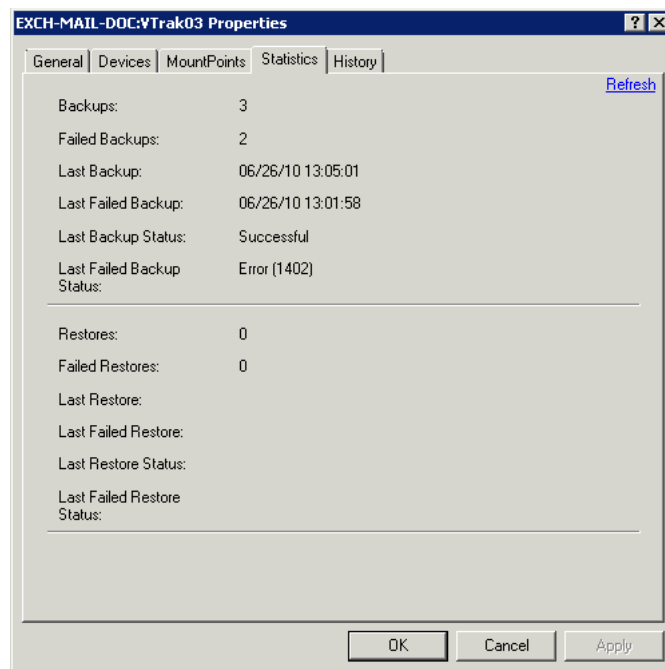 EXCH-MAIL-DOC:VTrak03 Properties
General Devices MountPoints Statistics History
Refresh
Backups: 3
Failed Backups: 2
Last Backup: 06/26/10 13:05:01
Last Failed Backup: 06/26/10 13:01:58
Last Backup Status: Successful
Last Failed Backup Status: Error (1402)
Restores: 0
Failed Restores: 0
Last Restore:
Last Failed Restore:
Last Restore Status:
Last Failed Restore
Status:
OK Cancel Apply